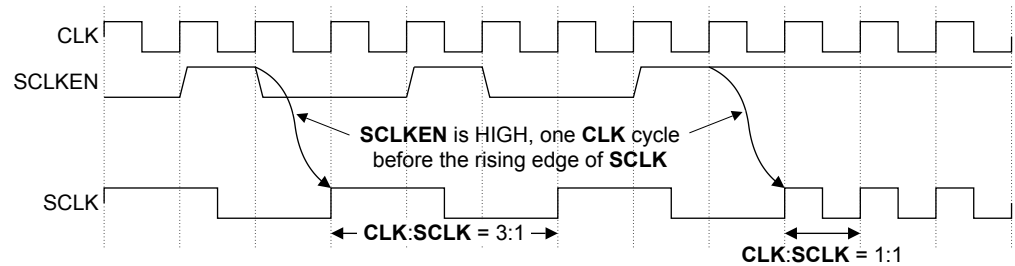 CLK
SCLKEN
SCLKEN is HIGH, one CLK cycle
before the rising edge of SCLK
SCLK
CLK:SCLK = 3:1
CLK:SCLK = 1:1